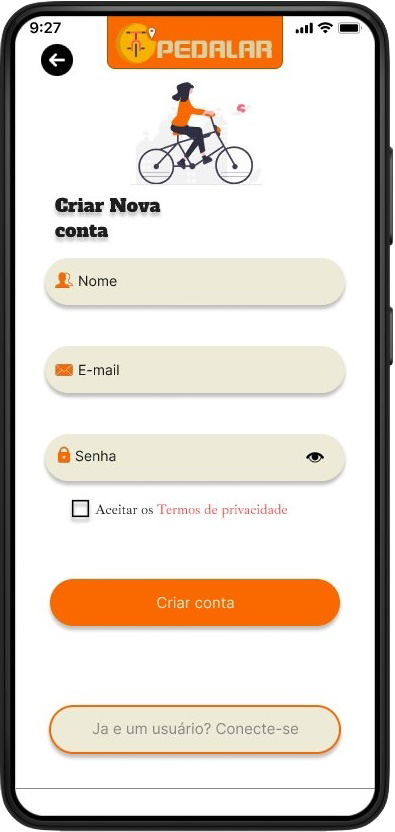 9:27
PEDALAR
Criar Nova
conta
Nome
E-mail
Senha
Aceitar os Termos de privacidade
Criar conta
Ja e um usuário? Conecte-se